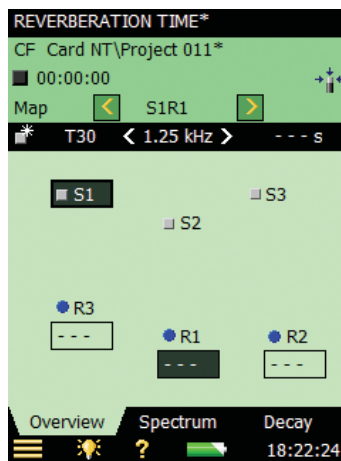 REVERBERATION TIME*
CF Card NT\Project 011*
00:00:00
Map < S1R1 >
T30 < 1.25 kHz > - - - s
S1 S3
S2
R3
- - -
R1 R2
- - - - - -
Overview Spectrum Decay
? 18:22:24